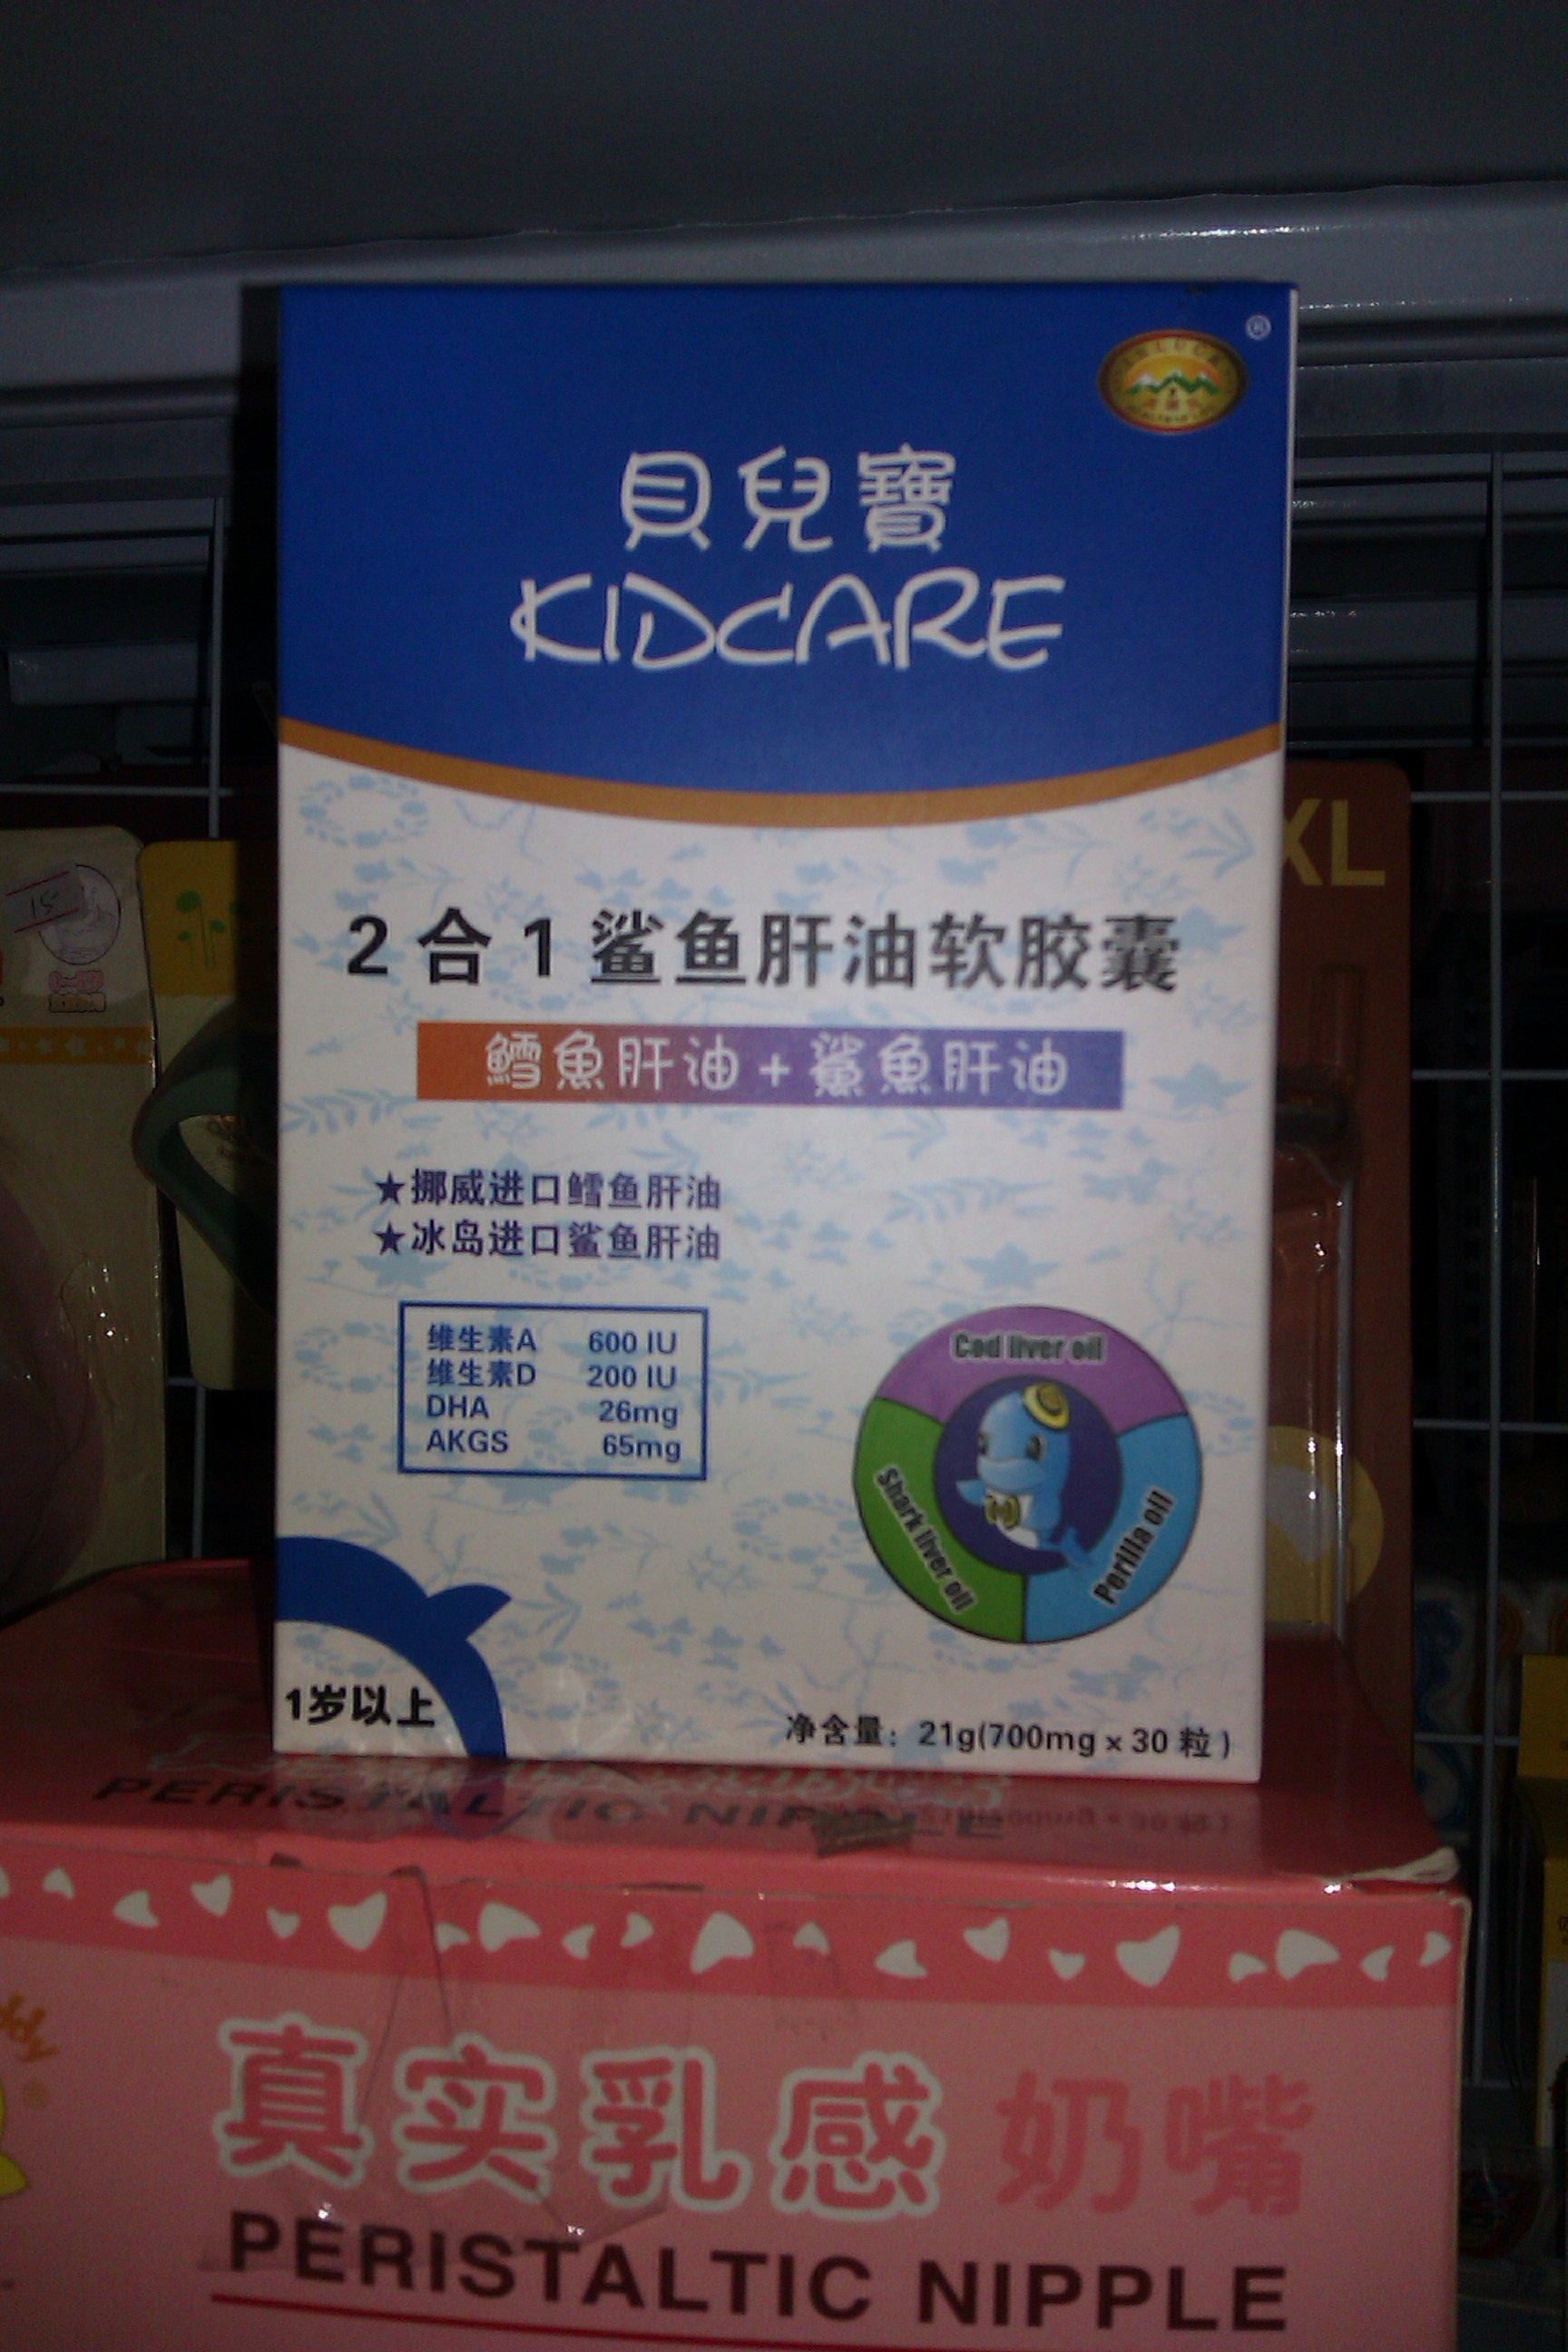 ®
貝兒寶
KIDCARE
XL
15
2合1鲨鱼肝油软胶囊
鱈魚肝油+鯊魚肝油
★挪威进口鳕鱼肝油
★冰岛进口鲨鱼肝油
维生素A 600 IU
维生素D 200 IU
DHA 26mg
AKGS 65mg
Cod liver oil
Shark liver oil
Perilla oil
1岁以上
净含量：21g(700mg×30粒)
PERISTALTIC NIPPLE
真实乳感 奶嘴
PERISTALTIC NIPPLE